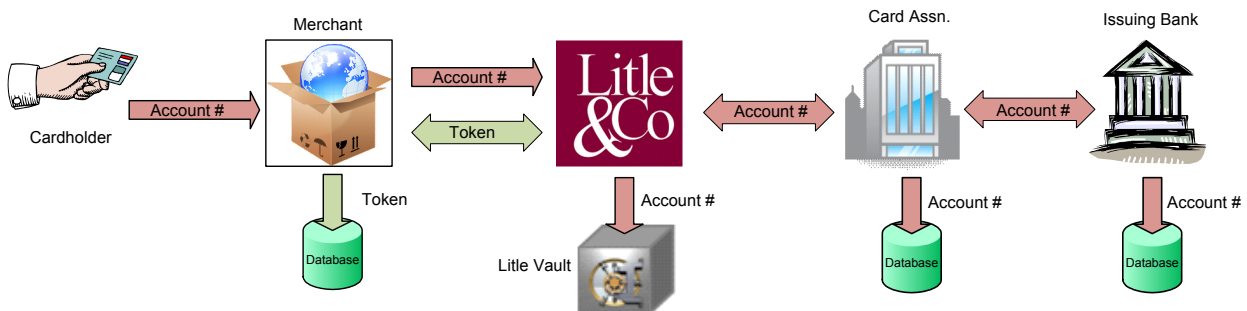 Merchant
Card Assn.
Issuing Bank
Account #
Litle
&Co
Account #
Account #
Account #
Token
Cardholder
Token
Account #
Account #
Account #
Database
Litle Vault
Database
Database